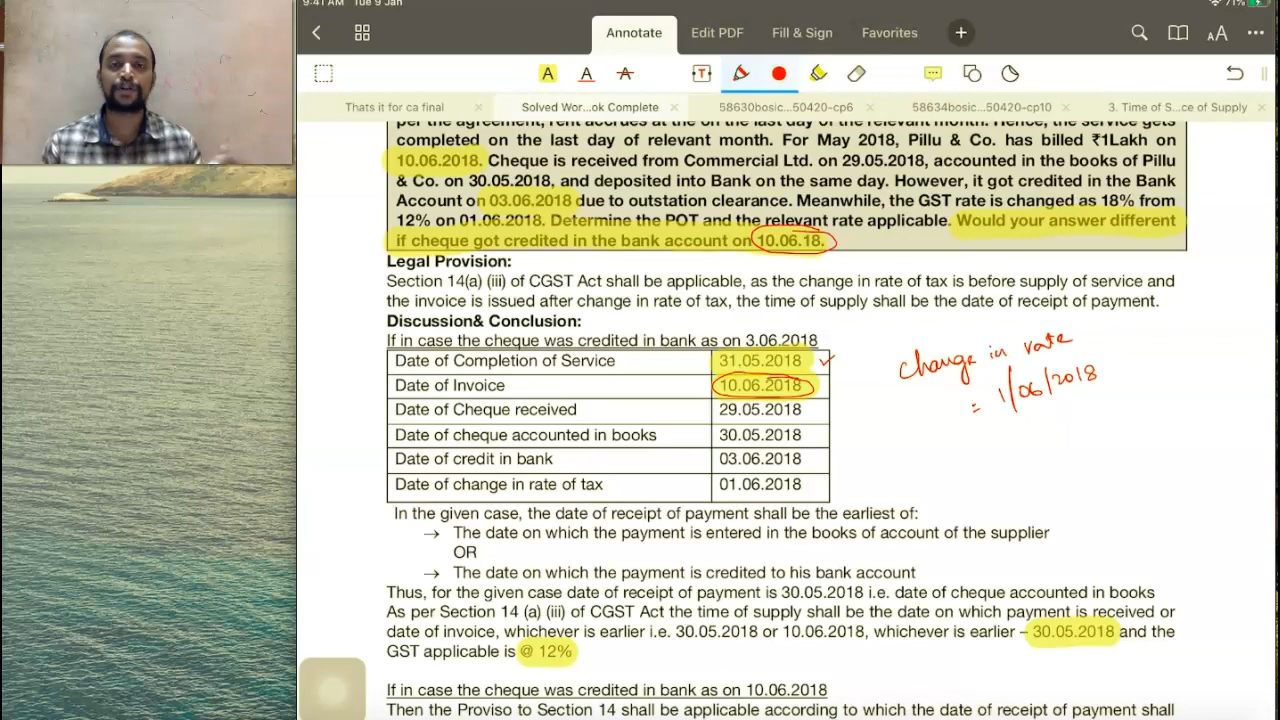 9:41 AM Tue 9 Jan
71%
Annotate
Edit PDF
Fill & Sign
Favorites
Thats it for ca final
Solved Wor...ok Complete
58630bosic...50420-cp6
58634bosic...50420-cp10
3. Time of S...ce of Supply
per the agreement, rent accrues at the on the last day of the relevant month. Hence, the service gets
completed on the last day of relevant month. For May 2018, Pillu & Co. has billed ₹1Lakh on
10.06.2018. Cheque is received from Commercial Ltd. on 29.05.2018, accounted in the books of Pillu
& Co. on 30.05.2018, and deposited into Bank on the same day. However, it got credited in the Bank
Account on 03.06.2018 due to outstation clearance. Meanwhile, the GST rate is changed as 18% from
12% on 01.06.2018. Determine the POT and the relevant rate applicable. Would your answer different
if cheque got credited in the bank account on 10.06.18.
Legal Provision:
Section 14(a) (iii) of CGST Act shall be applicable, as the change in rate of tax is before supply of service and
the invoice is issued after change in rate of tax, the time of supply shall be the date of receipt of payment.
Discussion& Conclusion:
If in case the cheque was credited in bank as on 3.06.2018
Date of Completion of Service 31.05.2018
Date of Invoice 10.06.2018
Date of Cheque received 29.05.2018
Date of cheque accounted in books 30.05.2018
Date of credit in bank 03.06.2018
Date of change in rate of tax 01.06.2018
change in rate
= 1/06/2018
In the given case, the date of receipt of payment shall be the earliest of:
→ The date on which the payment is entered in the books of account of the supplier
OR
→ The date on which the payment is credited to his bank account
Thus, for the given case date of receipt of payment is 30.05.2018 i.e. date of cheque accounted in books
As per Section 14 (a) (iii) of CGST Act the time of supply shall be the date on which payment is received or
date of invoice, whichever is earlier i.e. 30.05.2018 or 10.06.2018, whichever is earlier – 30.05.2018 and the
GST applicable is @ 12%
If in case the cheque was credited in bank as on 10.06.2018
Then the Proviso to Section 14 shall be applicable according to which the date of receipt of payment shall